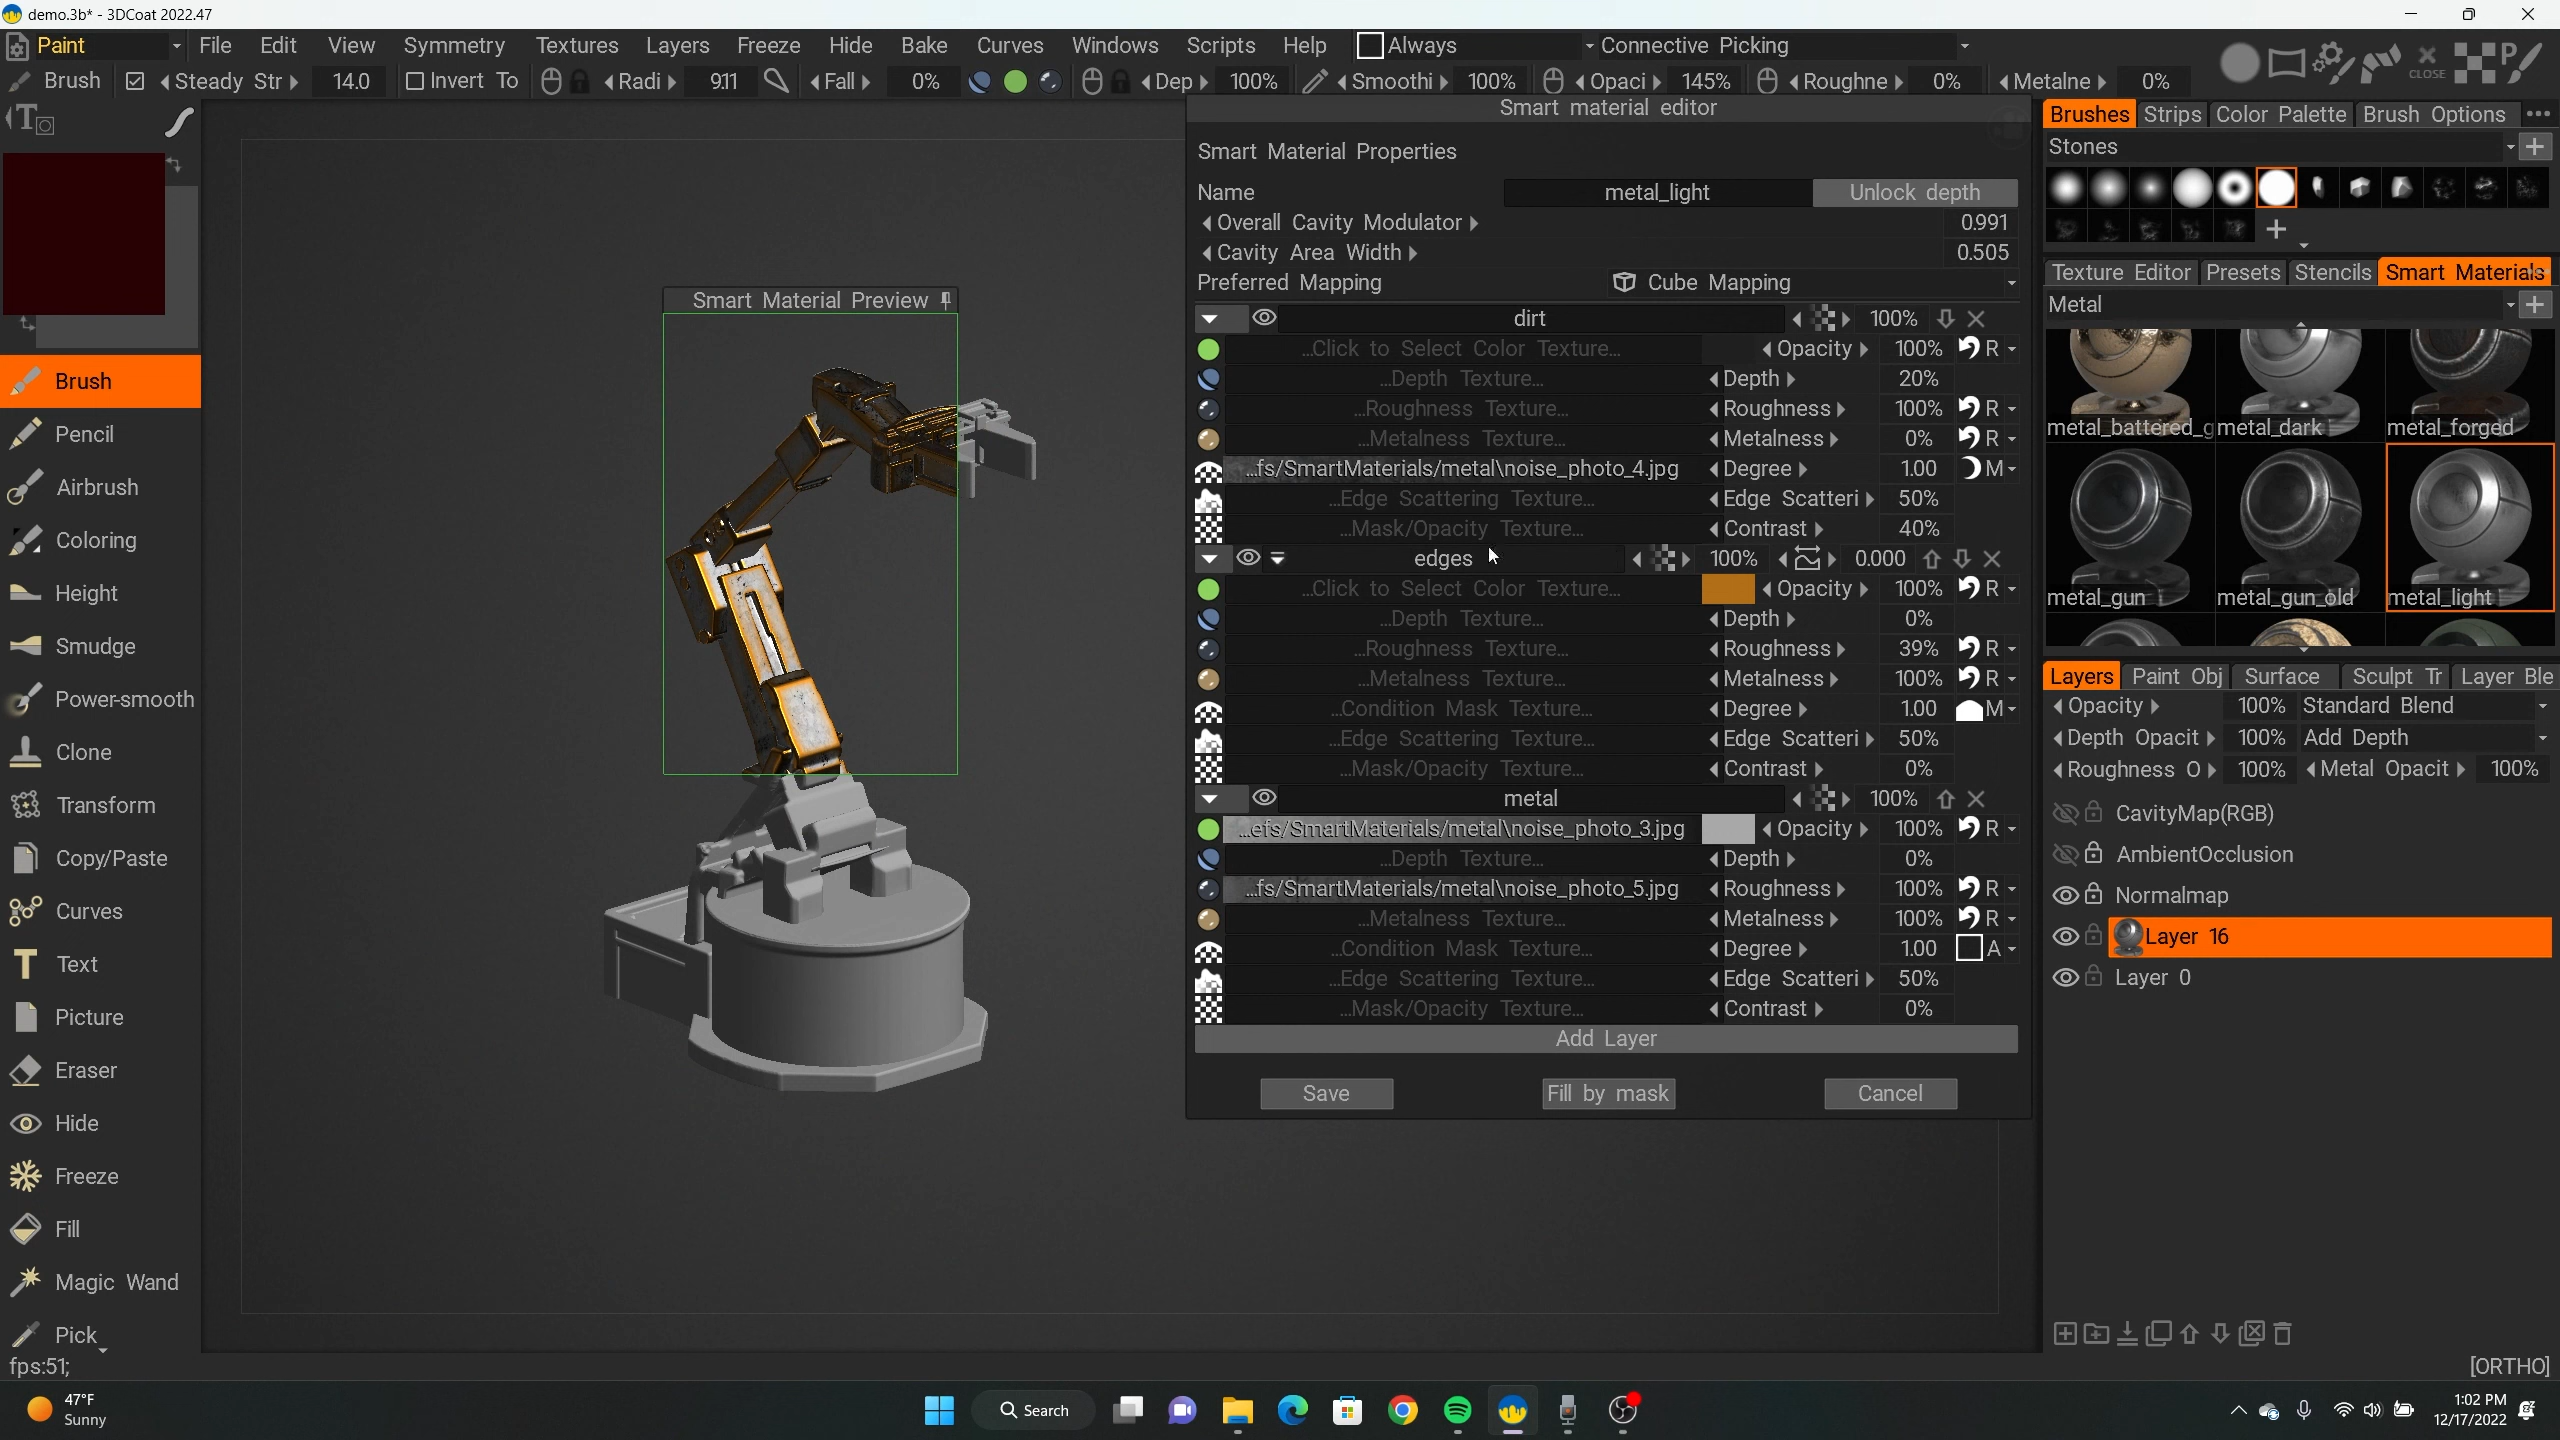 demo.3b* - 3DCoat 2022.47
Paint File Edit View Symmetry Textures Layers Freeze Hide Bake Curves Windows Scripts Help Always Connective Picking
Brush Steady Str 14.0 Invert To Radi 9.11 Fall 0% Dep 100% Smoothi 100% Opaci 145% Roughne 0% Metalne 0%
CLOSE
P
T
Brush
Pencil
Airbrush
Coloring
Height
Smudge
Power-smooth
Clone
Transform
Copy/Paste
Curves
Text
Picture
Eraser
Hide
Freeze
Fill
Magic Wand
Pick
fps:51;
Smart Material Preview
Smart material editor
Smart Material Properties
Name metal_light Unlock depth
Overall Cavity Modulator 0.991
Cavity Area Width 0.505
Preferred Mapping Cube Mapping
dirt 100%
...Click to Select Color Texture... Opacity 100% R
...Depth Texture... Depth 20%
...Roughness Texture... Roughness 100% R
...Metalness Texture... Metalness 0% R
...fs/SmartMaterials/metal\noise_photo_4.jpg Degree 1.00 M
...Edge Scattering Texture... Edge Scatteri 50%
...Mask/Opacity Texture... Contrast 40%
edges 100% 0.000
...Click to Select Color Texture... Opacity 100% R
...Depth Texture... Depth 0%
...Roughness Texture... Roughness 39% R
...Metalness Texture... Metalness 100% R
...Condition Mask Texture... Degree 1.00 M
...Edge Scattering Texture... Edge Scatteri 50%
...Mask/Opacity Texture... Contrast 0%
metal 100%
...efs/SmartMaterials/metal\noise_photo_3.jpg Opacity 100% R
...Depth Texture... Depth 0%
...fs/SmartMaterials/metal\noise_photo_5.jpg Roughness 100% R
...Metalness Texture... Metalness 100% R
...Condition Mask Texture... Degree 1.00 A
...Edge Scattering Texture... Edge Scatteri 50%
...Mask/Opacity Texture... Contrast 0%
Add Layer
Save Fill by mask Cancel
Brushes Strips Color Palette Brush Options
Stones
Texture Editor Presets Stencils Smart Materials
Metal
metal_battered_g metal_dark metal_forged
metal_gun metal_gun_old metal_light
Layers Paint Obj Surface Sculpt Tr Layer Ble
Opacity 100% Standard Blend
Depth Opacit 100% Add Depth
Roughness O 100% Metal Opacit 100%
CavityMap(RGB)
AmbientOcclusion
Normalmap
Layer 16
Layer 0
[ORTHO]
47°F
Sunny
Search
1:02 PM
12/17/2022